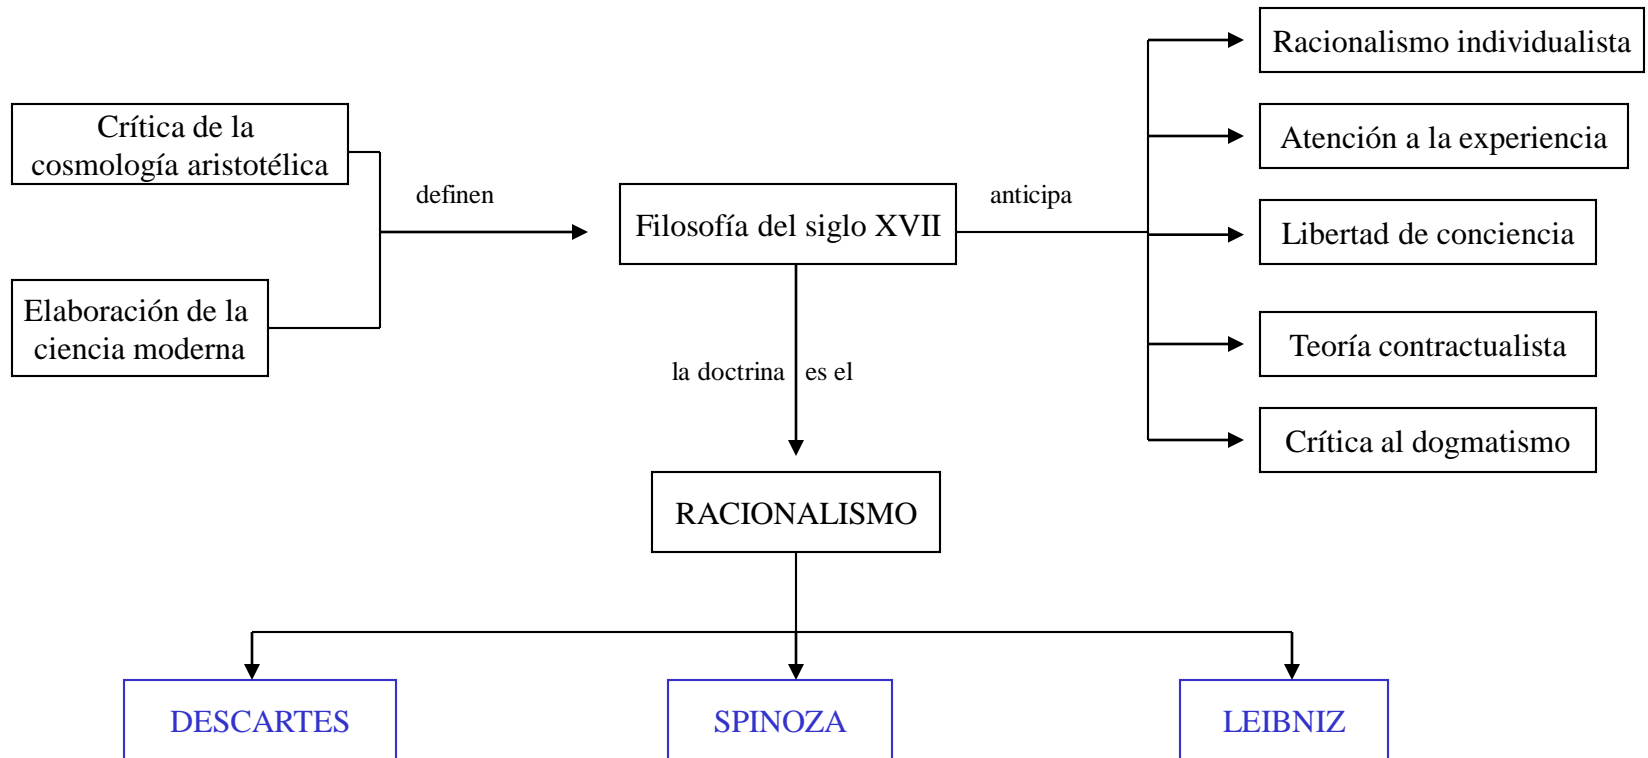 Racionalismo individualista
Crítica de la
cosmología aristotélica
Atención a la experiencia
definen
anticipa
Filosofía del siglo XVII
Libertad de conciencia
Elaboración de la
ciencia moderna
Teoría contractualista
la doctrina es el
Crítica al dogmatismo
RACIONALISMO
DESCARTES
SPINOZA
LEIBNIZ